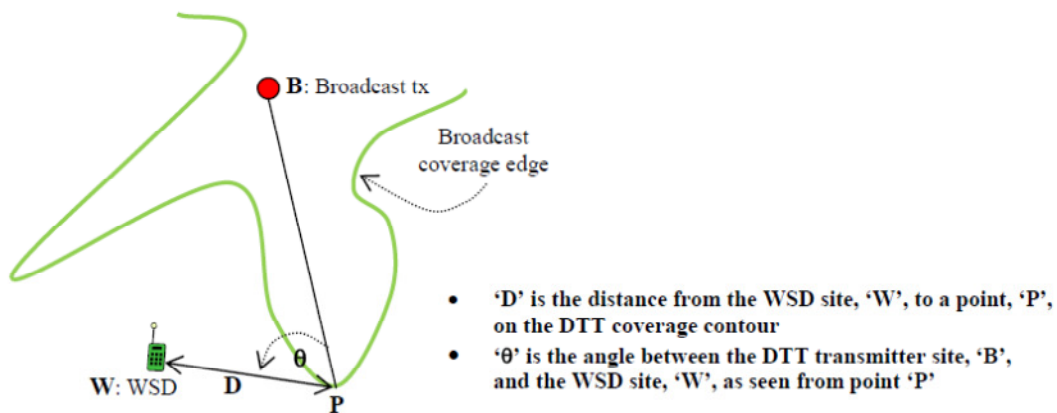 B: Broadcast tx
Broadcast
coverage edge
θ
W: WSD
D
P
• ‘D’ is the distance from the WSD site, ‘W’, to a point, ‘P’,
on the DTT coverage contour
• ‘θ’ is the angle between the DTT transmitter site, ‘B’,
and the WSD site, ‘W’, as seen from point ‘P’